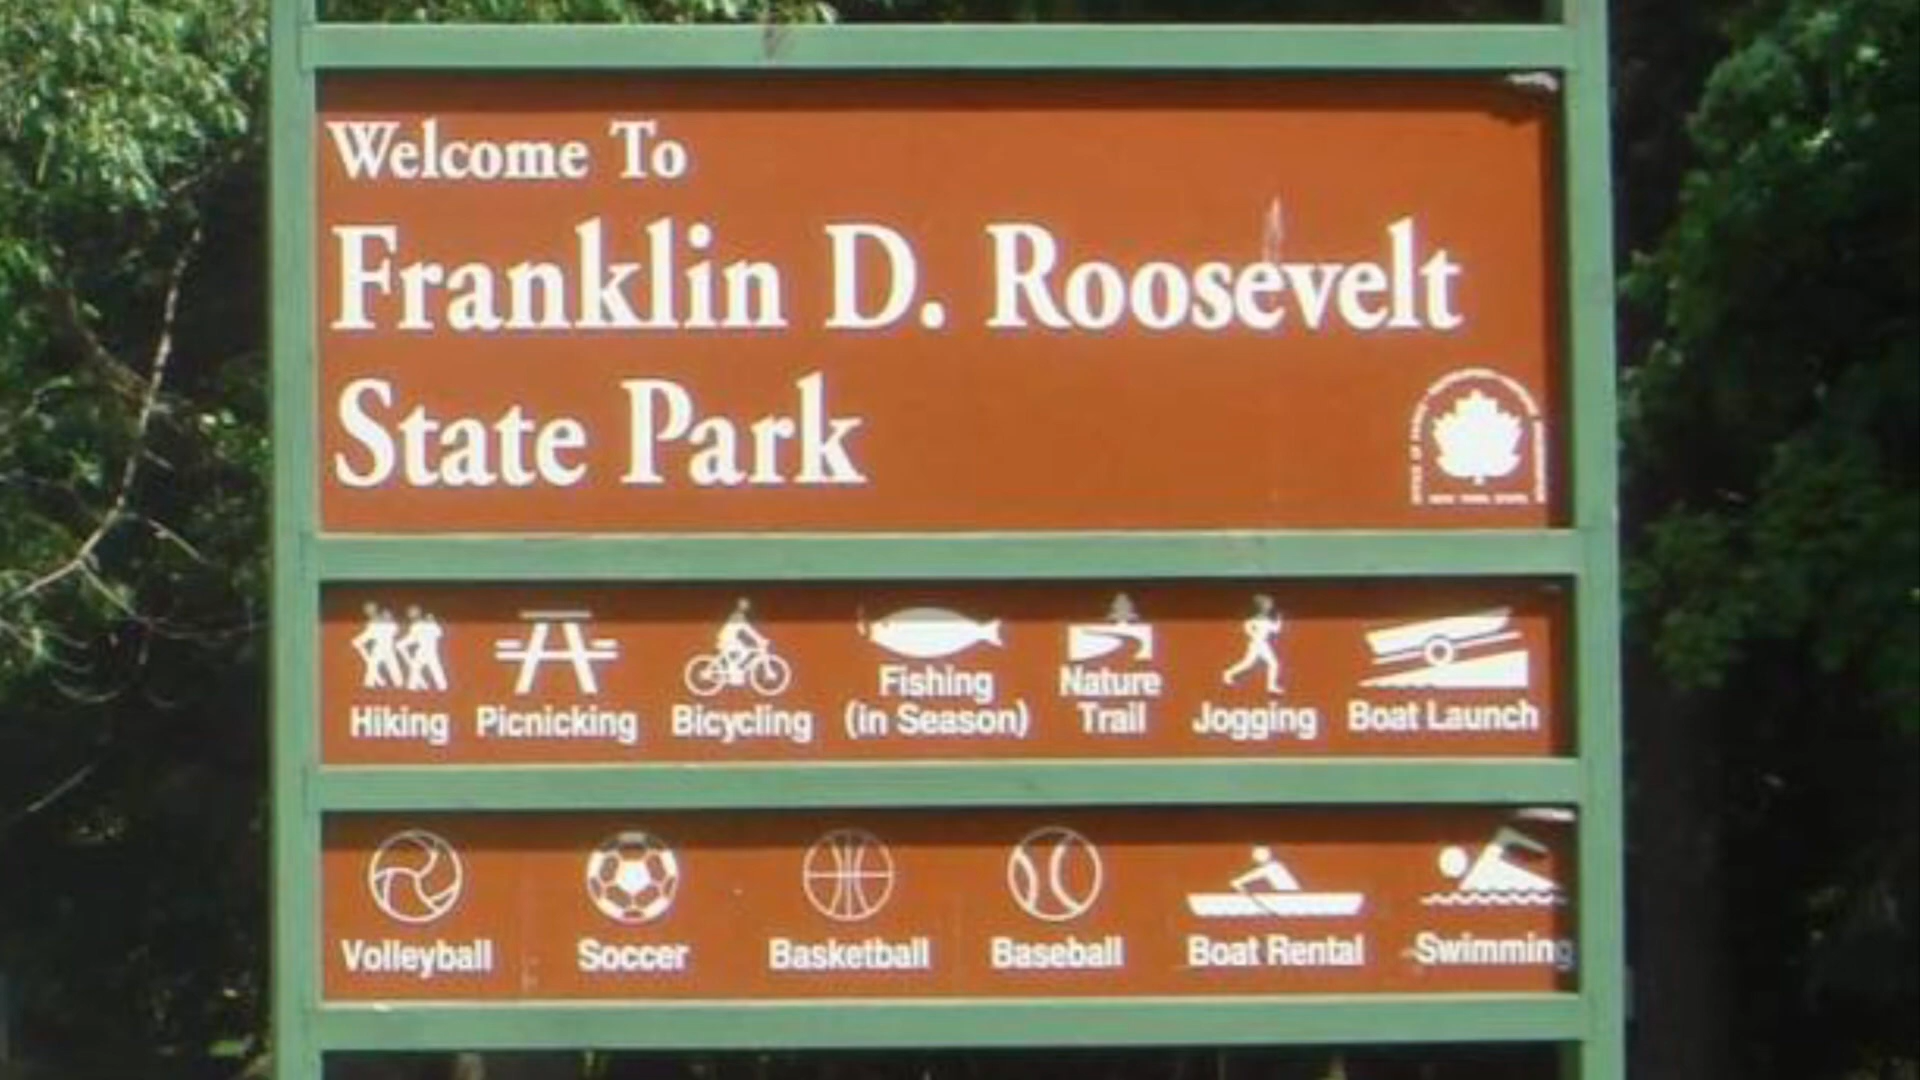 Welcome To
Franklin D. Roosevelt
State Park
Hiking Picnicking Bicycling Fishing (in Season) Nature Trail Jogging Boat Launch
Volleyball Soccer Basketball Baseball Boat Rental Swimming